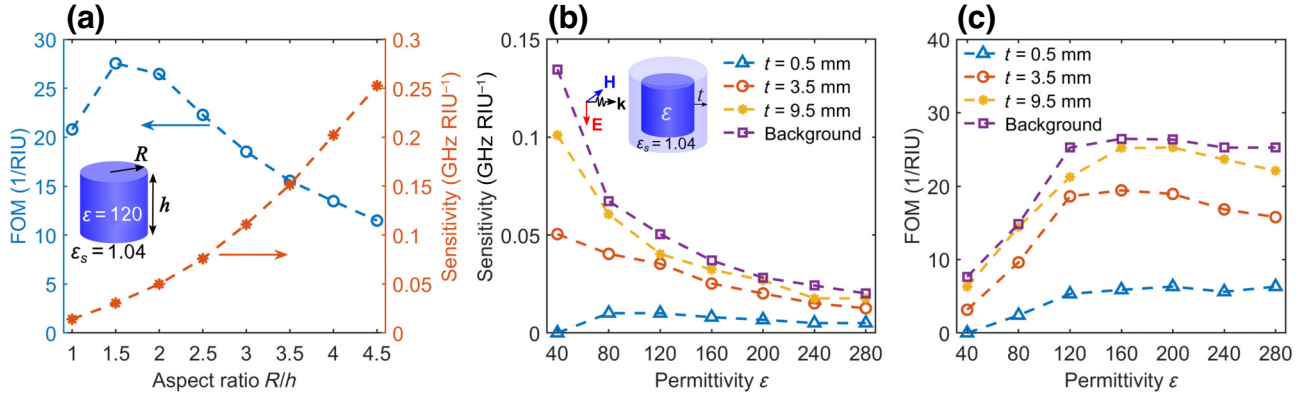 (a)
FOM (1/RIU)
30
25
20
15
10
5
0
0.3
0.25
0.2
0.15
0.1
0.05
0
Sensitivity (GHz RIU⁻¹)
R
h
ε = 120
εₛ = 1.04
1 1.5 2 2.5 3 3.5 4 4.5
Aspect ratio R/h
(b)
Sensitivity (GHz RIU⁻¹)
0.15
0.1
0.05
0
H
k
E
ε
t
εₛ = 1.04
t = 0.5 mm
t = 3.5 mm
t = 9.5 mm
Background
40 80 120 160 200 240 280
Permittivity ε
(c)
FOM (1/RIU)
40
30
20
10
0
t = 0.5 mm
t = 3.5 mm
t = 9.5 mm
Background
40 80 120 160 200 240 280
Permittivity ε